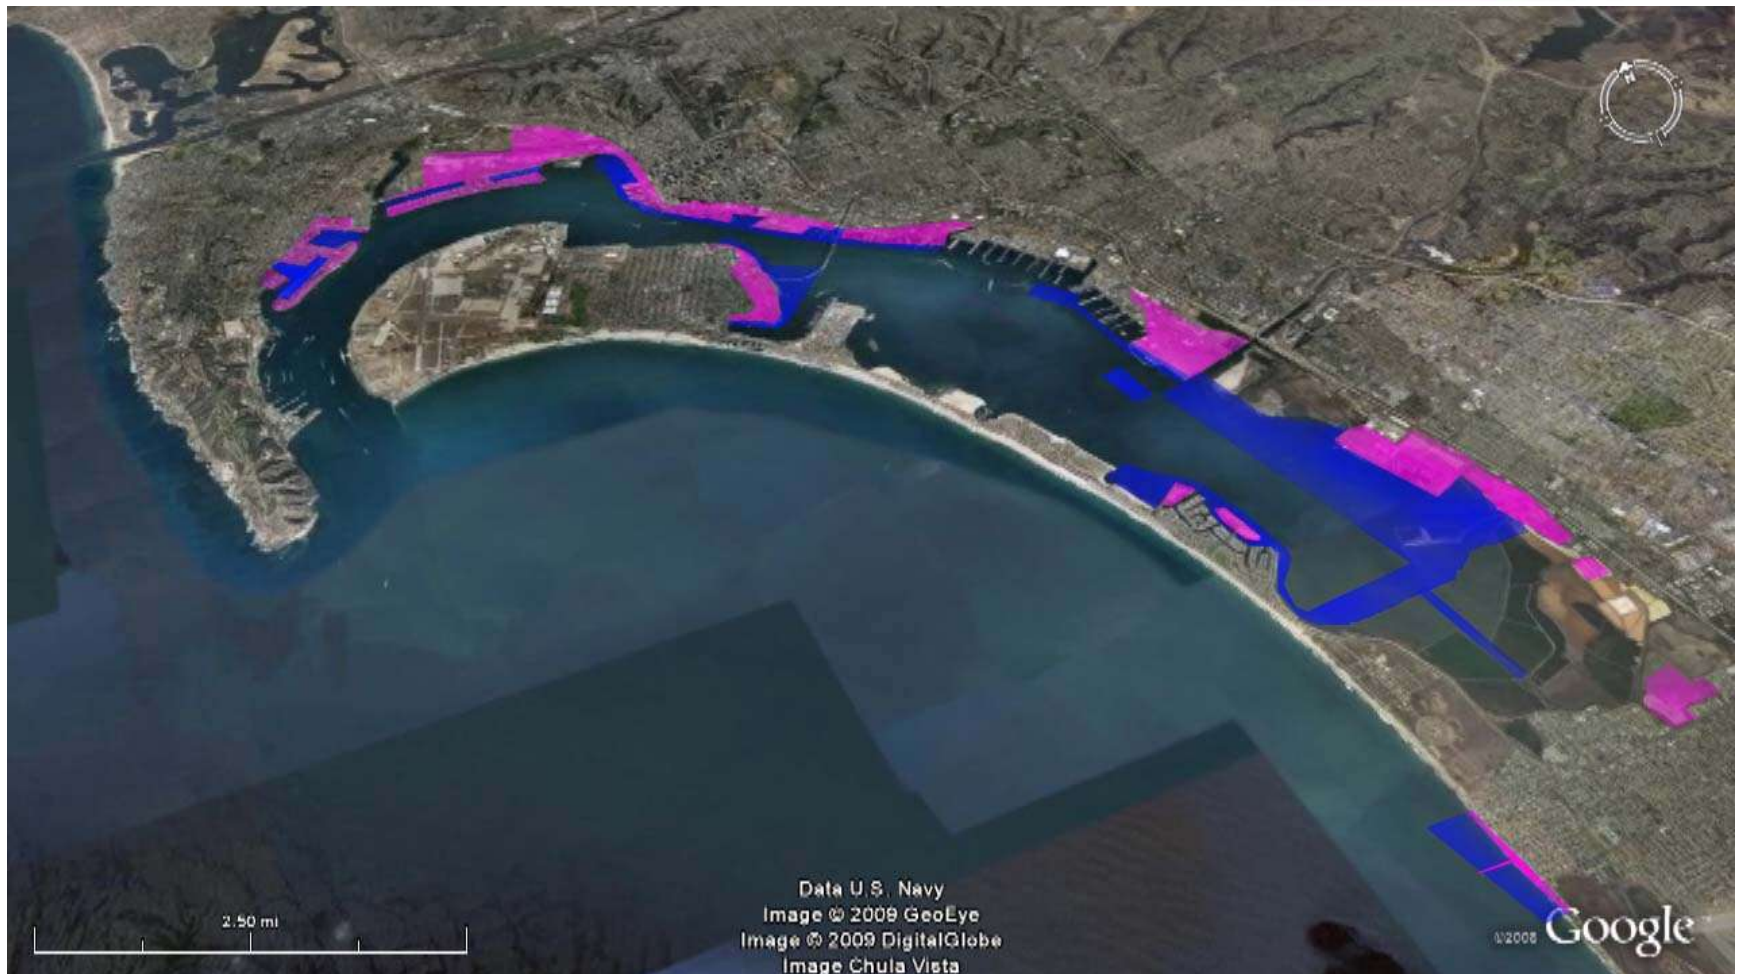 N
2.50 mi
Data U.S. Navy
Image © 2009 GeoEye
Image © 2009 DigitalGlobe
Image Chula Vista
©2008 Google